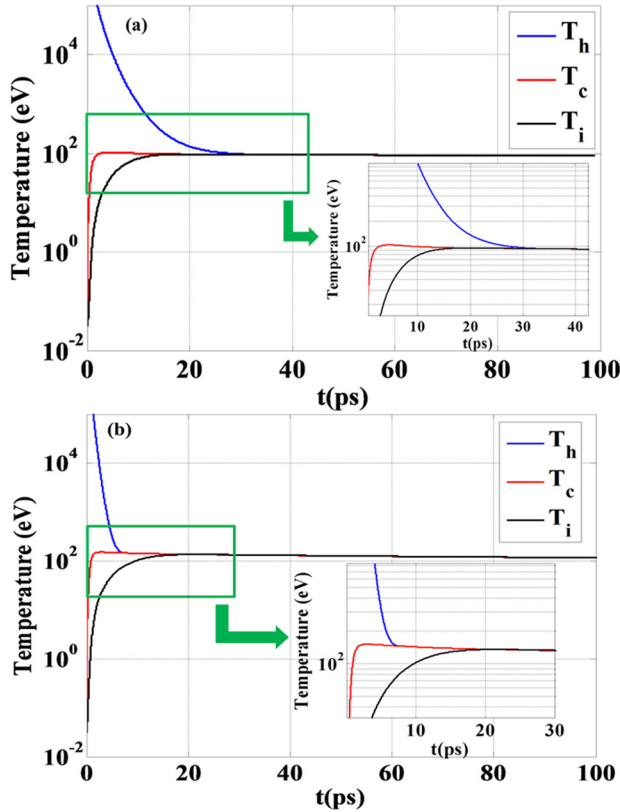 (a)
T_h
T_c
T_i
Temperature (eV)
10^4
10^2
10^0
10^-2
0 20 40 60 80 100
t(ps)
Temperature (eV)
10^2
10 20 30 40
t(ps)
(b)
T_h
T_c
T_i
Temperature (eV)
10^4
10^2
10^0
10^-2
0 20 40 60 80 100
t(ps)
Temperature (eV)
10^2
10 20 30
t(ps)